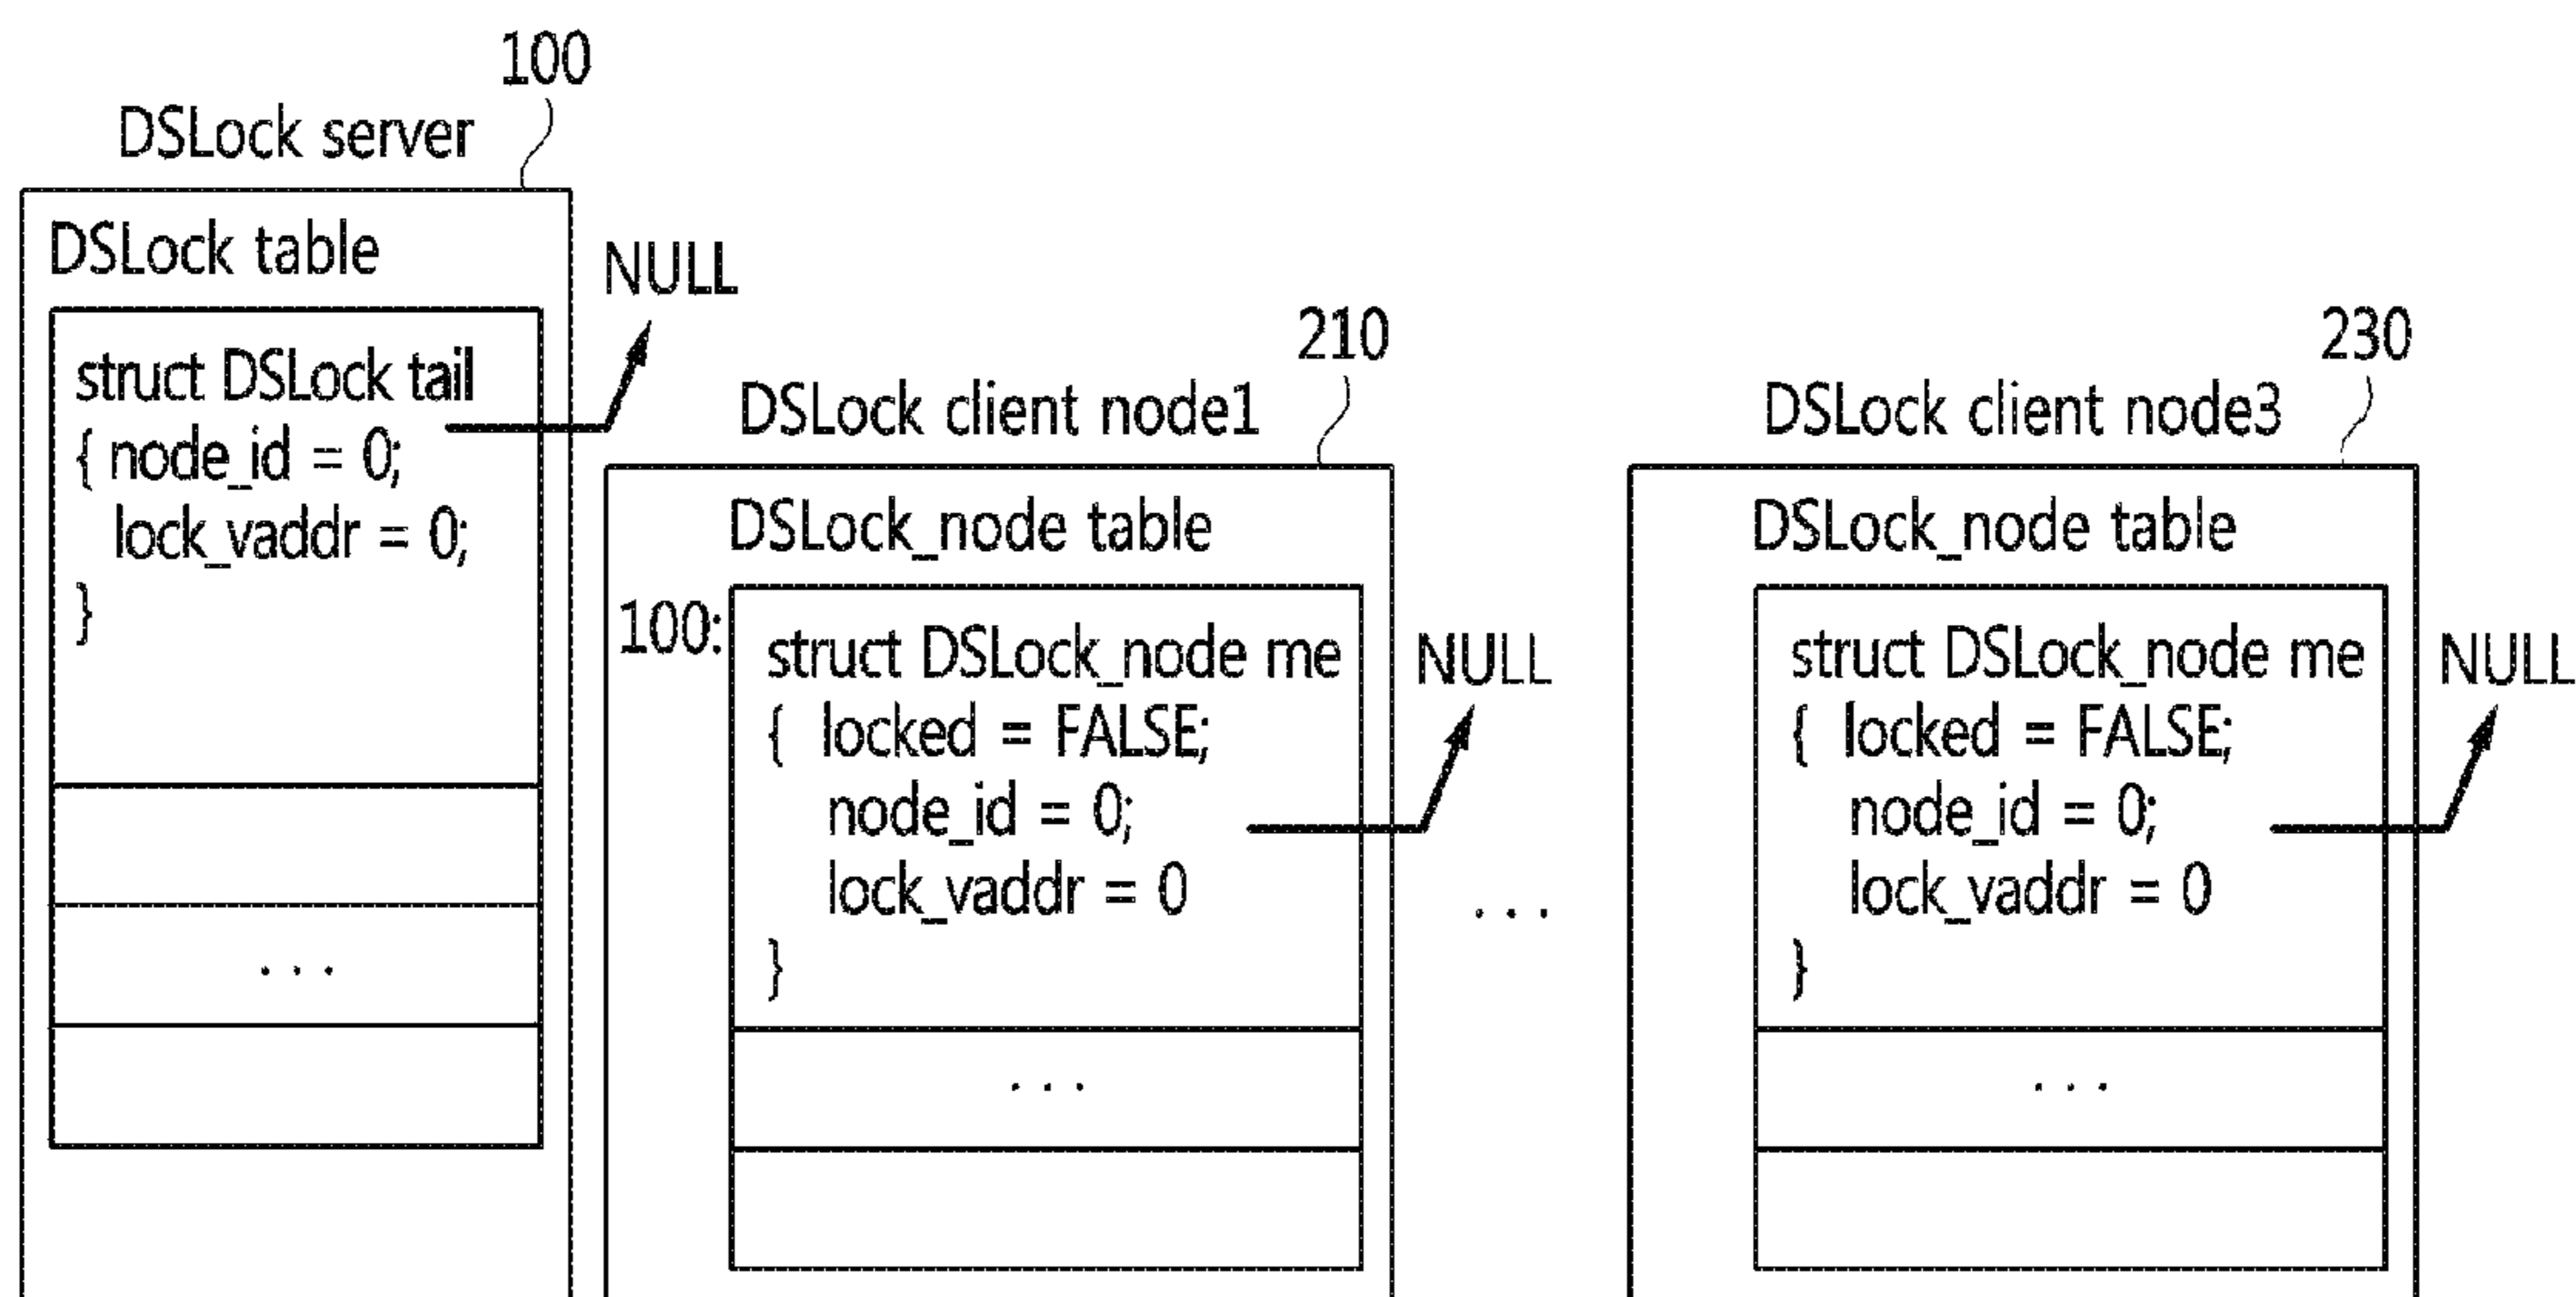 100
DSLock server
DSLock table
NULL
struct DSLock tail
{ node_id = 0;
lock_vaddr = 0;
}
. . .
210
DSLock client node1
DSLock_node table
100:
struct DSLock_node me
{ locked = FALSE;
node_id = 0;
lock_vaddr = 0
}
NULL
. . .
. . .
230
DSLock client node3
DSLock_node table
struct DSLock_node me
{ locked = FALSE;
node_id = 0;
lock_vaddr = 0
}
NULL
. . .